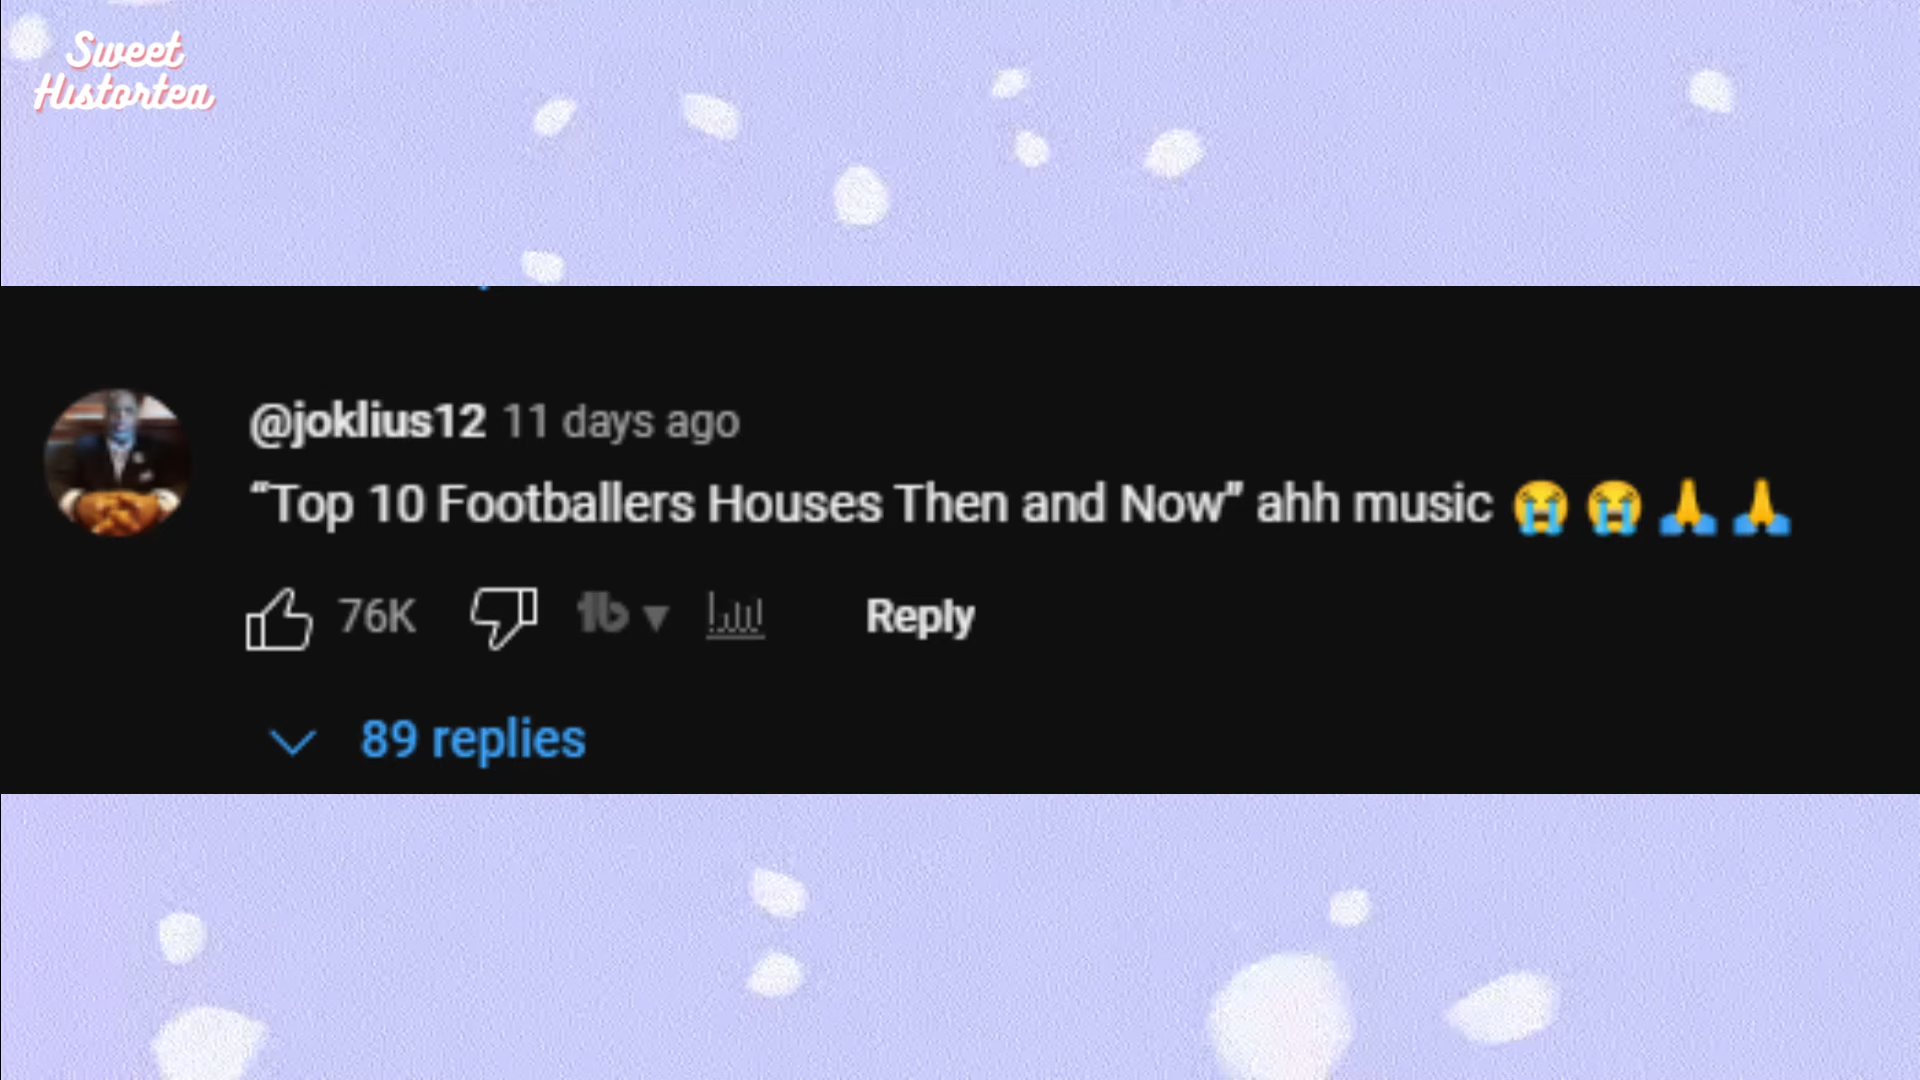 Sweet
Histortea
@joklius12 11 days ago
“Top 10 Footballers Houses Then and Now” ahh music 😭😭🙏🙏
76K
Reply
89 replies